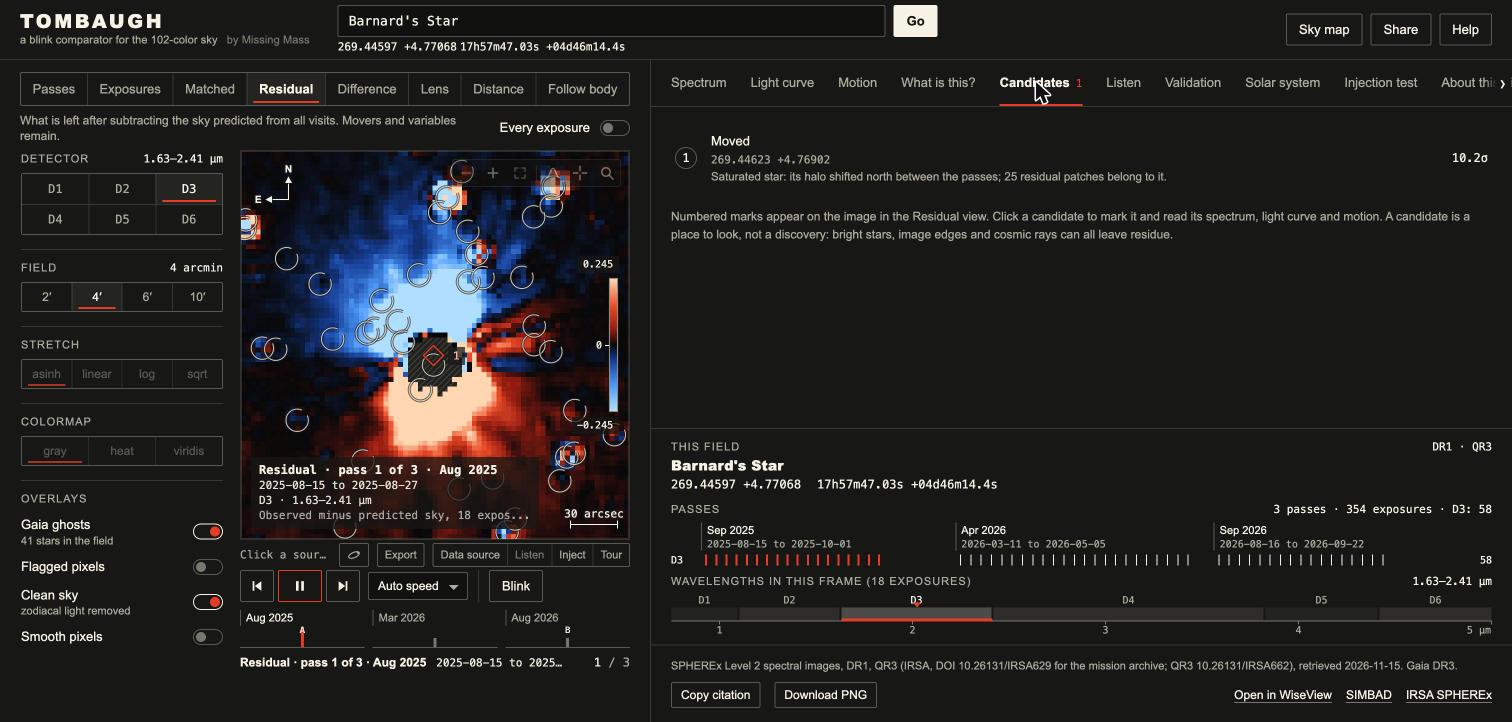 TOMBAUGH
a blink comparator for the 102-color sky by Missing Mass
Barnard's Star
Go
269.44597 +4.77068 17h57m47.03s +04d46m14.4s
Sky map
Share
Help
Passes
Exposures
Matched
Residual
Difference
Lens
Distance
Follow body
What is left after subtracting the sky predicted from all visits. Movers and variables
remain.
Every exposure
DETECTOR 1.63–2.41 µm
D1 D2 D3
D4 D5 D6
FIELD 4 arcmin
2′ 4′ 6′ 10′
STRETCH
asinh linear log sqrt
COLORMAP
gray heat viridis
OVERLAYS
Gaia ghosts
41 stars in the field
Flagged pixels
Clean sky
zodiacal light removed
Smooth pixels
N
E
0.245
0
−0.245
1
Residual · pass 1 of 3 · Aug 2025
2025-08-15 to 2025-08-27
D3 · 1.63–2.41 µm
Observed minus predicted sky, 18 expos...
30 arcsec
Click a sour…
Export
Data source
Listen
Inject
Tour
Auto speed
Blink
Aug 2025 Mar 2026 Aug 2026
A B
Residual · pass 1 of 3 · Aug 2025 2025-08-15 to 2025… 1 / 3
Spectrum
Light curve
Motion
What is this?
Candidates 1
Listen
Validation
Solar system
Injection test
About this
1
Moved
269.44623 +4.76902
Saturated star: its halo shifted north between the passes; 25 residual patches belong to it.
10.2σ
Numbered marks appear on the image in the Residual view. Click a candidate to mark it and read its spectrum, light curve and motion. A candidate is a
place to look, not a discovery: bright stars, image edges and cosmic rays can all leave residue.
THIS FIELD DR1 · QR3
Barnard's Star
269.44597 +4.77068 17h57m47.03s +04d46m14.4s
PASSES 3 passes · 354 exposures · D3: 58
Sep 2025 Apr 2026 Sep 2026
2025-08-15 to 2025-10-01 2026-03-11 to 2026-05-05 2026-08-16 to 2026-09-22
D3 58
WAVELENGTHS IN THIS FRAME (18 EXPOSURES) 1.63–2.41 µm
D1 D2 D3 D4 D5 D6
1 2 3 4 5 µm
SPHEREx Level 2 spectral images, DR1, QR3 (IRSA, DOI 10.26131/IRSA629 for the mission archive; QR3 10.26131/IRSA662), retrieved 2026-11-15. Gaia DR3.
Copy citation
Download PNG
Open in WiseView
SIMBAD
IRSA SPHEREx